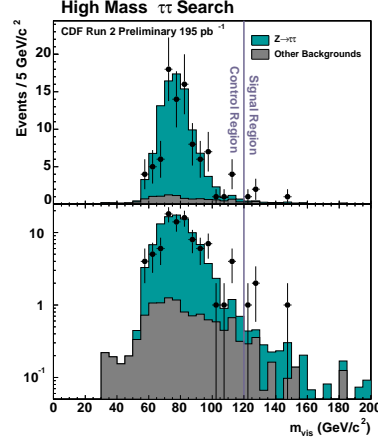 High Mass ττ Search
CDF Run 2 Preliminary 195 pb⁻¹
Z→ττ
Other Backgrounds
Events / 5 GeV/c²
Control Region
Signal Region
20
15
10
5
0
10
1
10⁻¹
0 20 40 60 80 100 120 140 160 180 200
m_vis (GeV/c²)